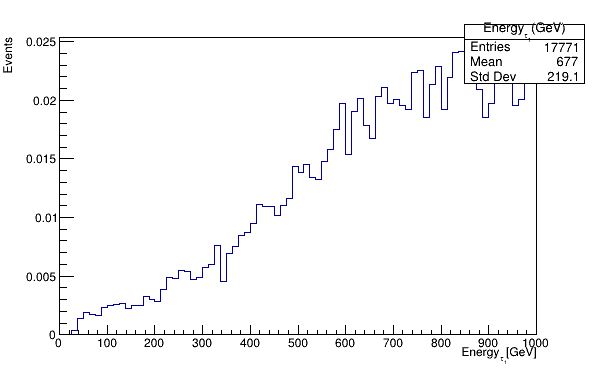 Energy_τ₁ (GeV)
Entries 17771
Mean 677
Std Dev 219.1
Events
0.025
0.02
0.015
0.01
0.005
0
0 100 200 300 400 500 600 700 800 900 1000
Energy_τ₁ [GeV]